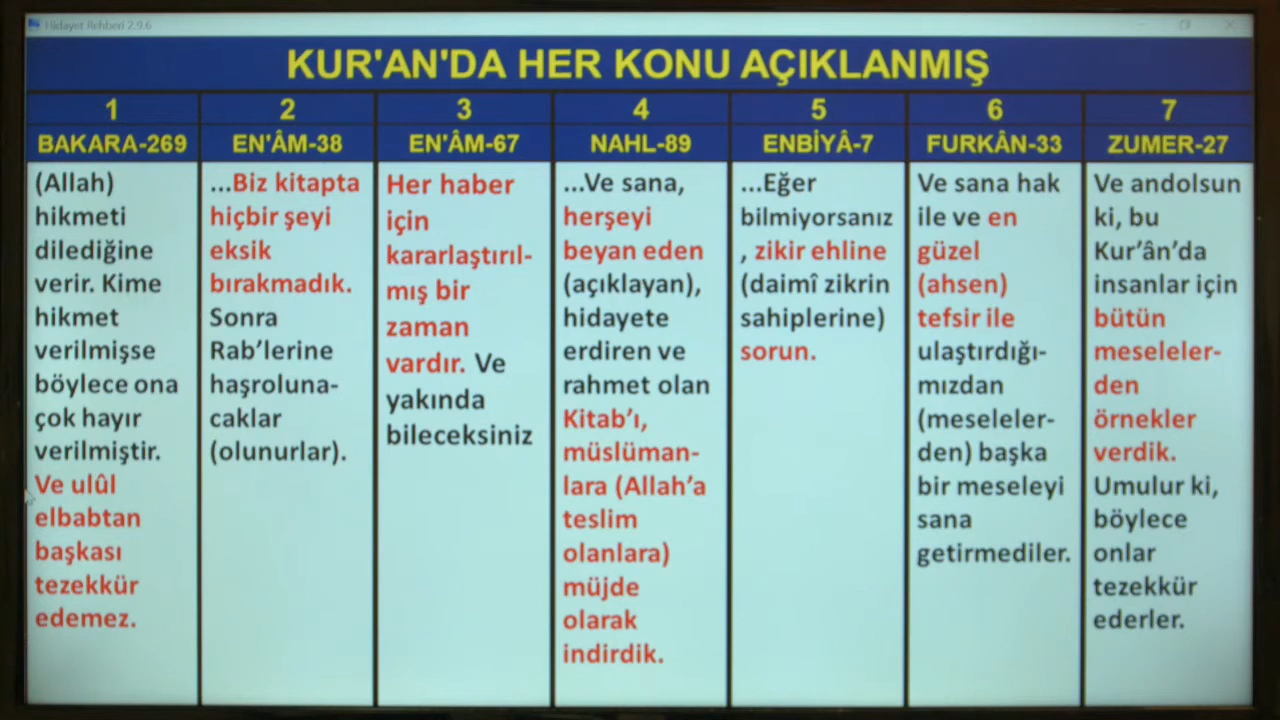 Hidayet Rehberi 2.9.6
KUR'AN'DA HER KONU AÇIKLANMIŞ
1
BAKARA-269
(Allah)
hikmeti
dilediğine
verir. Kime
hikmet
verilmişse
böylece ona
çok hayır
verilmiştir.
Ve ulûl
elbabtan
başkası
tezekkür
edemez.
2
EN'ÂM-38
...Biz kitapta
hiçbir şeyi
eksik
bırakmadık.
Sonra
Rab’lerine
haşroluna-
caklar
(olunurlar).
3
EN'ÂM-67
Her haber
için
kararlaştırıl-
mış bir
zaman
vardır. Ve
yakında
bileceksiniz
4
NAHL-89
...Ve sana,
herşeyi
beyan eden
(açıklayan),
hidayete
erdiren ve
rahmet olan
Kitab’ı,
müslüman-
lara (Allah’a
teslim
olanlara)
müjde
olarak
indirdik.
5
ENBİYÂ-7
...Eğer
bilmiyorsanız
, zikir ehline
(daimî zikrin
sahiplerine)
sorun.
6
FURKÂN-33
Ve sana hak
ile ve en
güzel
(ahsen)
tefsir ile
ulaştırdığı-
mızdan
(meseleler-
den) başka
bir meseleyi
sana
getirmediler.
7
ZUMER-27
Ve andolsun
ki, bu
Kur’ân’da
insanlar için
bütün
meseleler-
den
örnekler
verdik.
Umulur ki,
böylece
onlar
tezekkür
ederler.